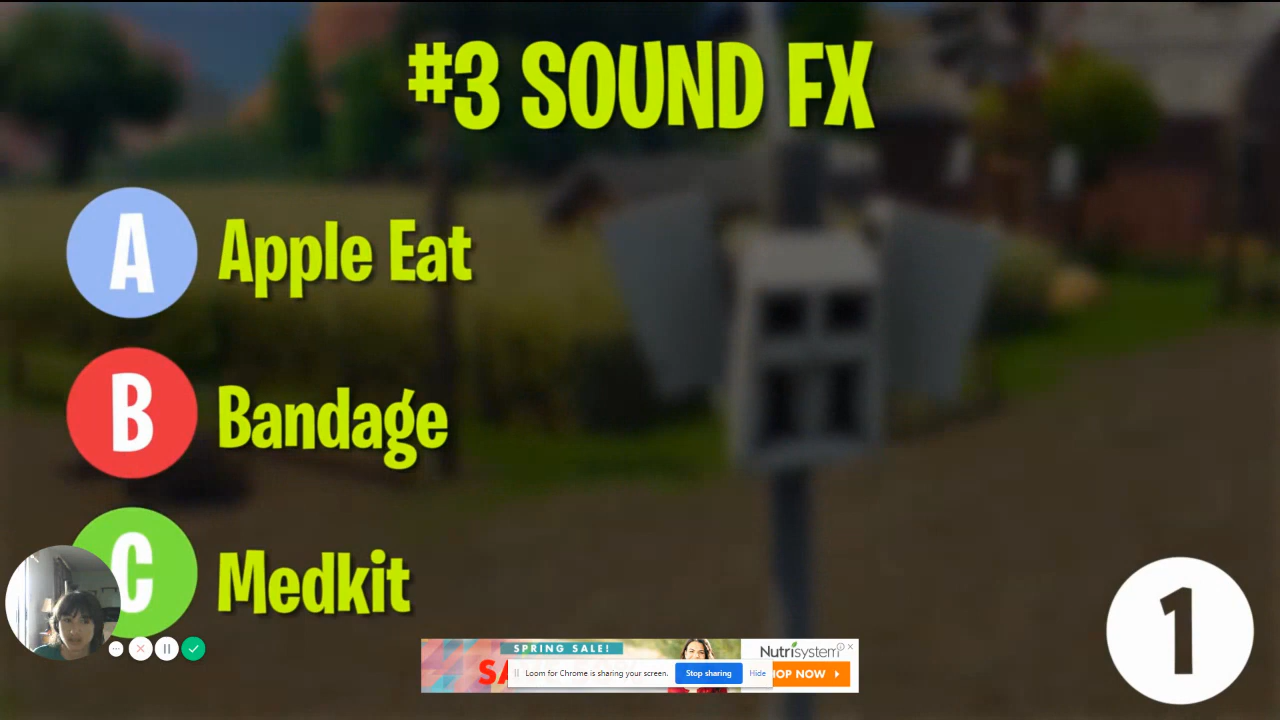 #3 SOUND FX
A Apple Eat
B Bandage
C Medkit
1
SPRING SALE!
Nutrisystem
Loom for Chrome is sharing your screen.
Stop sharing
Hide